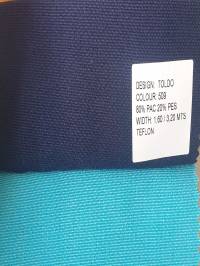 DESIGN: TOLDO
COLOUR: 509
80% PAC 20% PES
WIDTH: 1,60 / 3,20 MTS
TEFLON